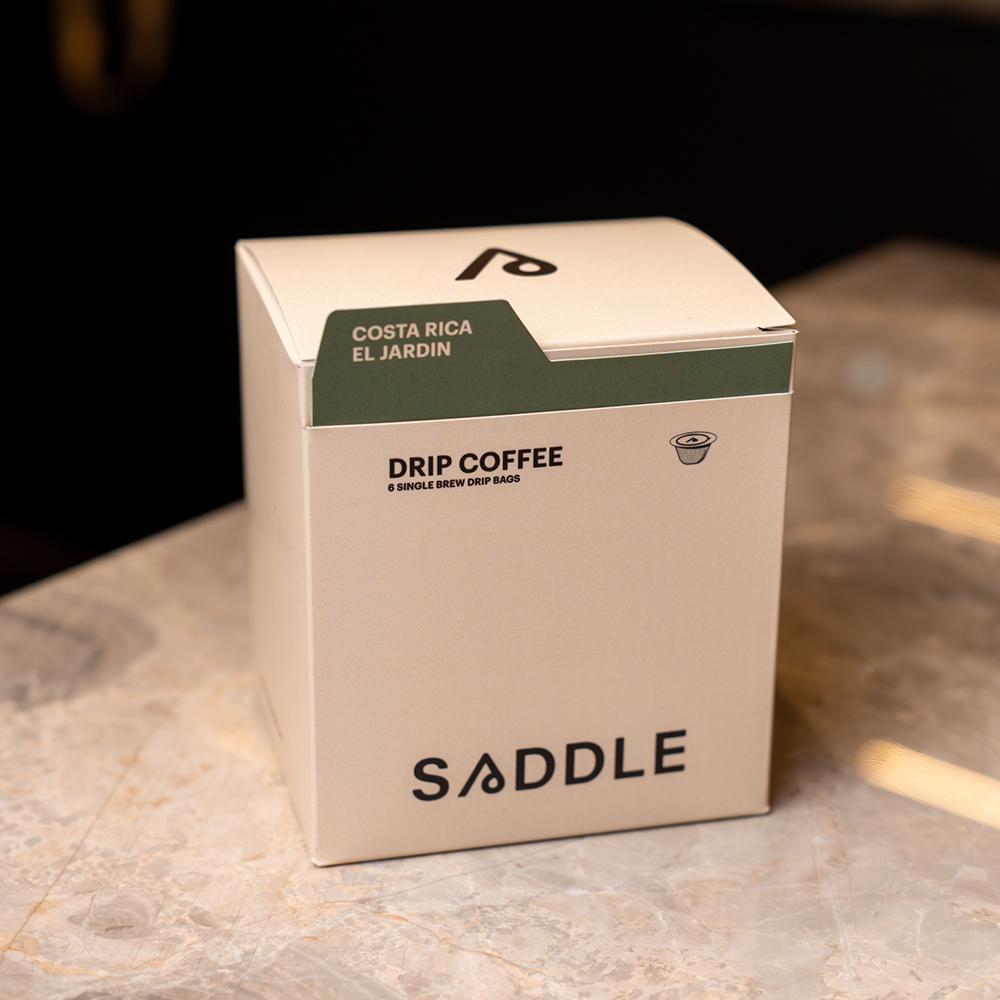 COSTA RICA
EL JARDIN
DRIP COFFEE
6 SINGLE BREW DRIP BAGS
SADDLE